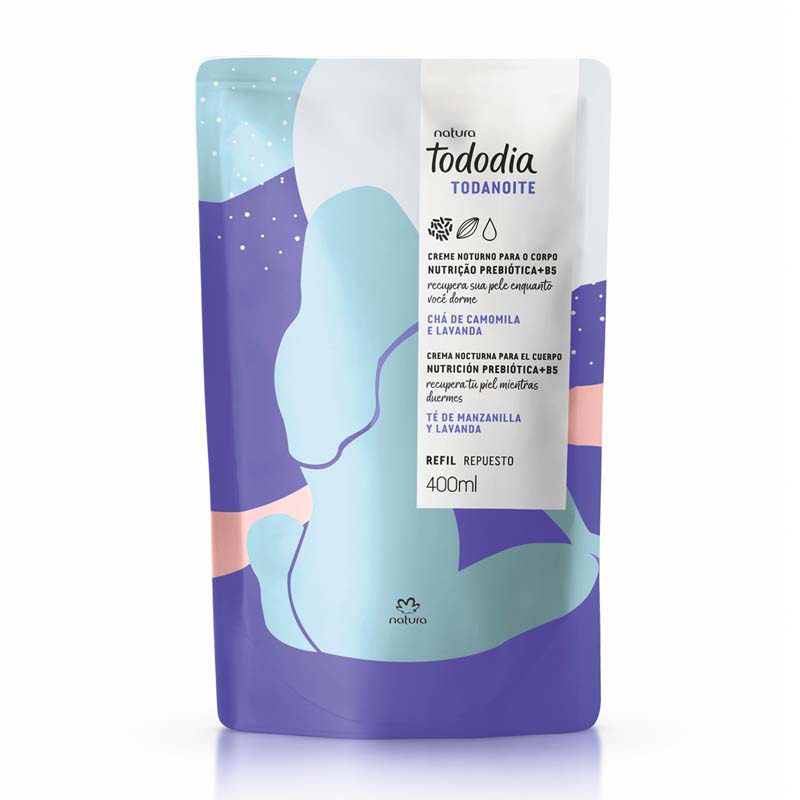 natura
Tododia
TODANOITE
CREME NOTURNO PARA O CORPO
NUTRIÇÃO PREBIÓTICA+B5
recupera sua pele enquanto
você dorme
CHÁ DE CAMOMILA
E LAVANDA
CREMA NOCTURNA PARA EL CUERPO
NUTRICIÓN PREBIÓTICA+B5
recupera tu piel mientras
duermes
TÉ DE MANZANILLA
Y LAVANDA
REFIL REPUESTO
400ml
natura